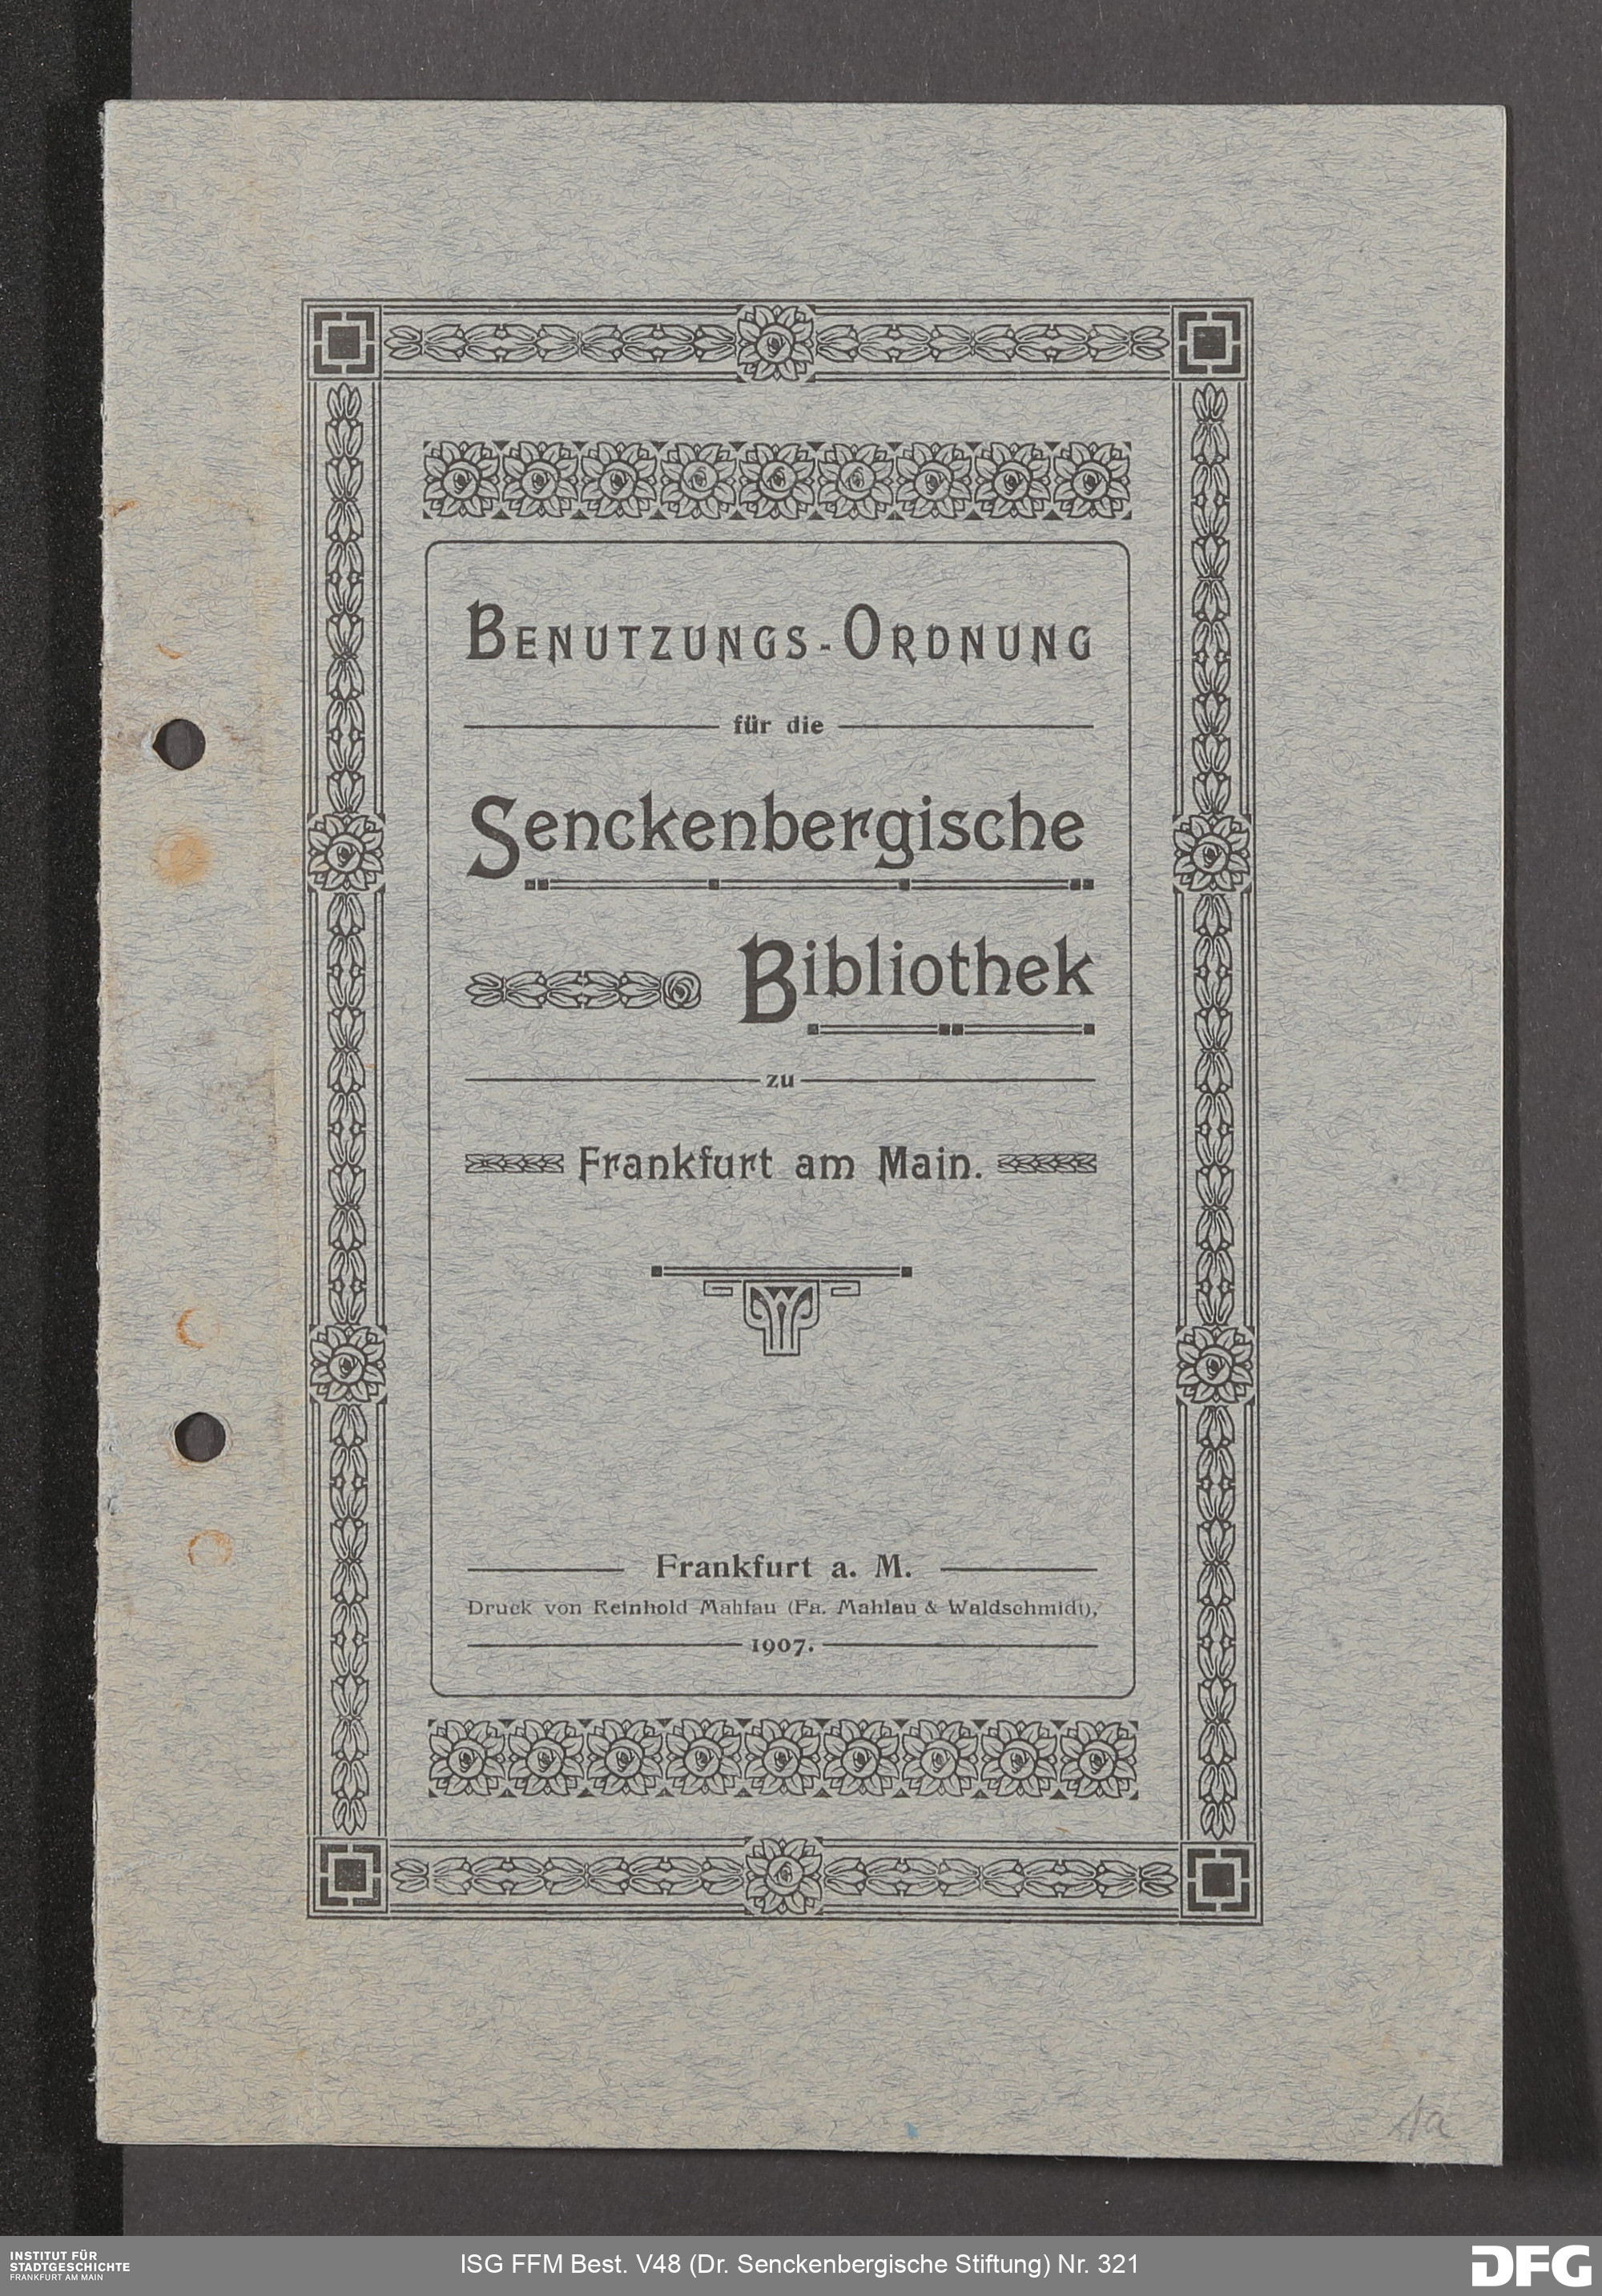 BENUTZUNGS-ORDNUNG
für die
Senckenbergische
Bibliothek
zu
Frankfurt am Main.
Frankfurt a. M.
Druck von Reinhold Mahlau (Fa. Mahlau & Waldschmidt),
1907.
1a
INSTITUT FÜR
STADTGESCHICHTE
FRANKFURT AM MAIN
ISG FFM Best. V48 (Dr. Senckenbergische Stiftung) Nr. 321
DFG